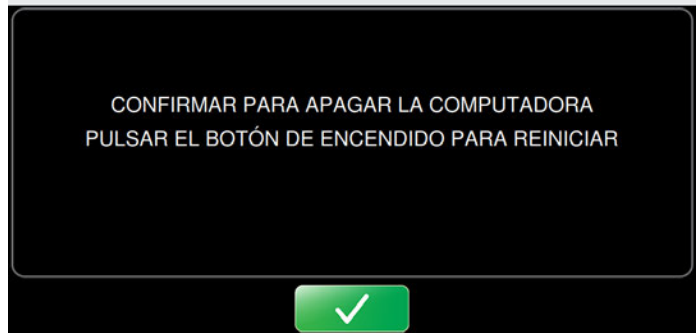 CONFIRMAR PARA APAGAR LA COMPUTADORA
PULSAR EL BOTÓN DE ENCENDIDO PARA REINICIAR